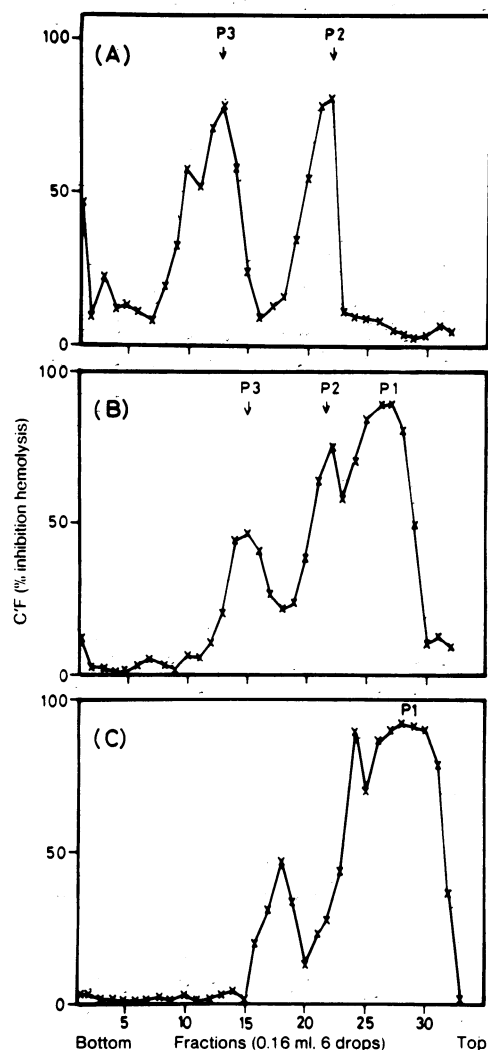 100
(A)
P3
P2
50
0
100
(B)
P3
P2
P1
50
0
C'F (% inhibition hemolysis)
100
(C)
P1
50
0
5 10 15 20 25 30
Bottom Fractions (0.16 ml, 6 drops) Top